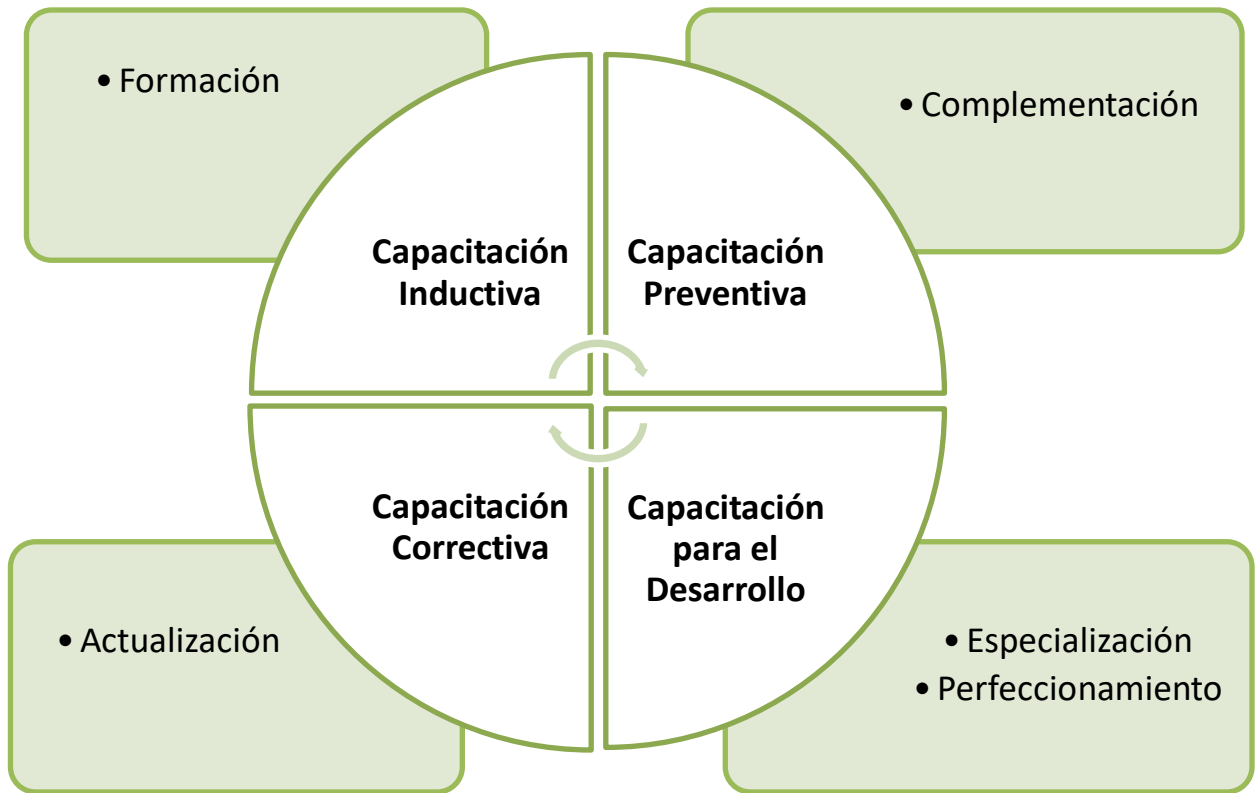 • Formación
• Complementación
Capacitación
Inductiva
Capacitación
Preventiva
Capacitación
Correctiva
Capacitación
para el
Desarrollo
• Actualización
• Especialización
• Perfeccionamiento